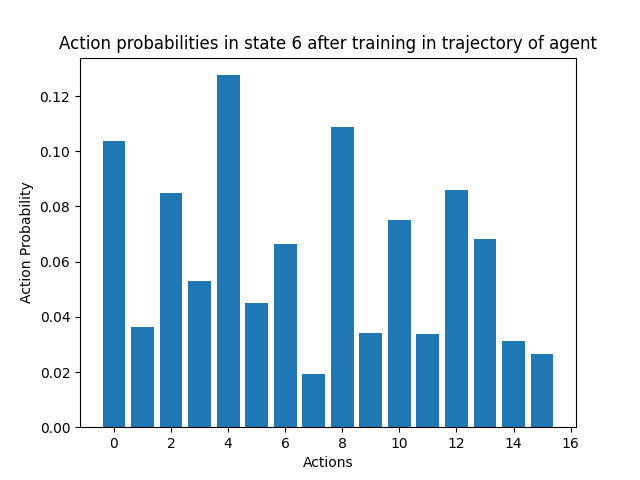 Action probabilities in state 6 after training in trajectory of agent
Action Probability
0.12
0.10
0.08
0.06
0.04
0.02
0.00
0 2 4 6 8 10 12 14 16
Actions